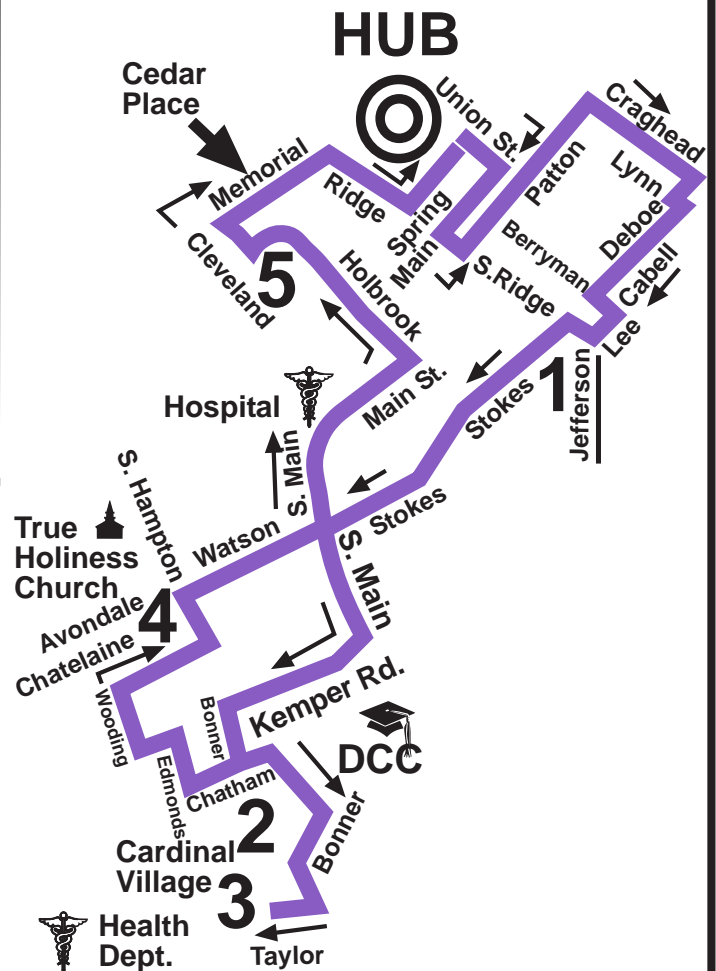 HUB
Cedar
Place
Union St.
Craghead
Memorial
Ridge
Spring
Main
Patton
Lynn
Deboe
Berryman
Cabell
S.Ridge
Lee
Cleveland
5
Holbrook
Main St.
Stokes
1
Jefferson
Hospital
S. Main
Stokes
S. Hampton
Watson
True
Holiness
Church
S. Main
Avondale
4
Chatelaine
Wooding
Bonner
Kemper Rd.
DCC
Edmonds
Chatham
Bonner
2
Cardinal
Village
3
Health
Dept.
Taylor